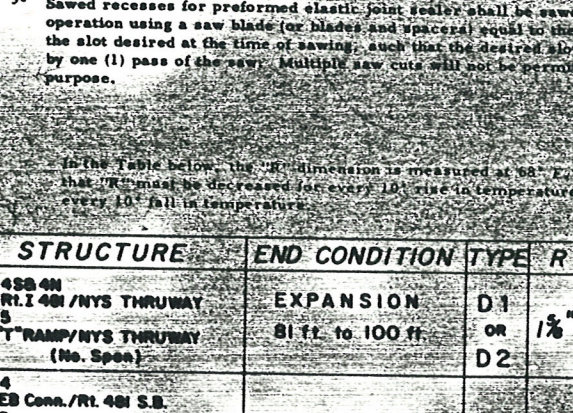 Sawed recesses for preformed elastic joint sealer shall be sawe
operation using a saw blade (or blades and spacers) equal to the
the slot desired at the time of sawing, such that the desired slo
by one (1) pass of the saw. Multiple saw cuts will not be permi
purpose.
In the Table below, the "R" dimension is measured at 68°
that "R" must be decreased for every 10° rise in temperature
every 10° fall in temperature.
STRUCTURE END CONDITION TYPE R
4SB 4N
Rt. I 481/NYS THRUWAY EXPANSION D1
5 81 ft. to 100 ft. OR
"T" RAMP/NYS THRUWAY D2
(No. Span)
4
EB Conn./Rt. 481 S.B.